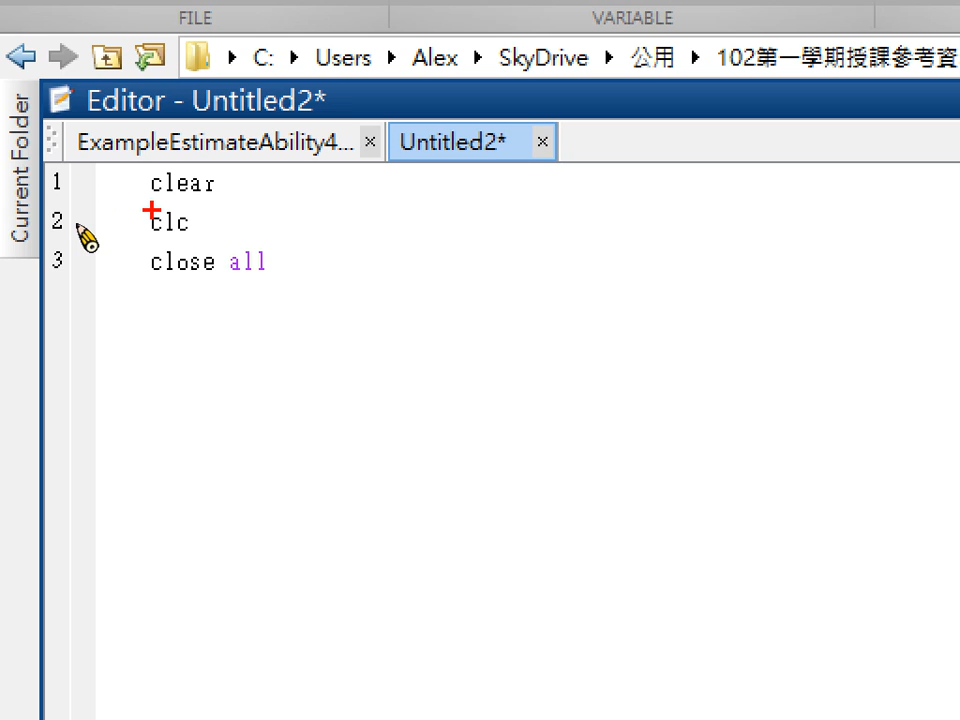 FILE VARIABLE
C: Users Alex SkyDrive 公用 102第一學期授課參考資
Current Folder
Editor - Untitled2*
ExampleEstimateAbility4... × Untitled2* ×
1 clear
2 clc
3 close all